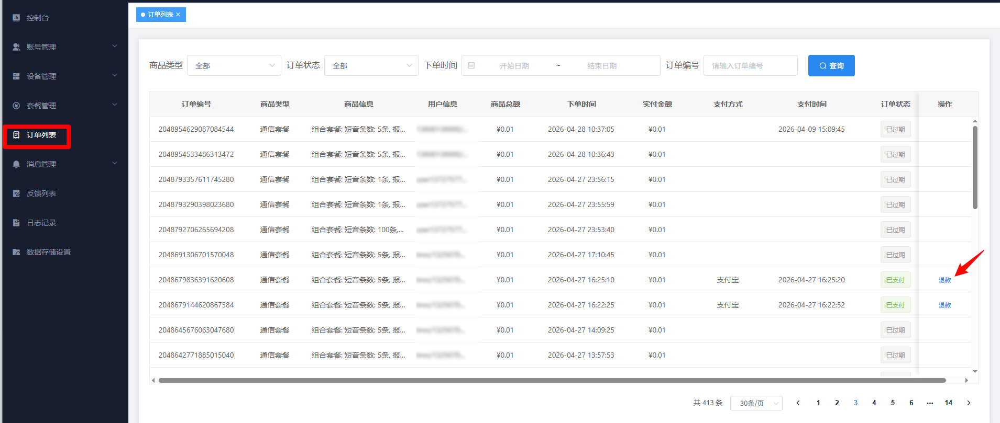 控制台
账号管理
设备管理
套餐管理
订单列表
消息管理
反馈列表
日志记录
数据存储设置
订单列表 ×
商品类型 全部 订单状态 全部 下单时间 开始日期 ~ 结束日期 订单编号 请输入订单编号 查询
订单编号 商品类型 商品信息 用户信息 商品总额 下单时间 实付金额 支付方式 支付时间 订单状态 操作
2048954629087084544 通信套餐 组合套餐: 短音条数: 5条, 报... ¥0.01 2026-04-28 10:37:05 ¥0.01 2026-04-09 15:09:45 已过期
2048954533486313472 通信套餐 组合套餐: 短音条数: 5条, 报... ¥0.01 2026-04-28 10:36:43 ¥0.01 已过期
2048793357611745280 通信套餐 组合套餐: 短音条数: 1条, 报... ¥0.01 2026-04-27 23:56:15 ¥0.01 已过期
2048793290398023680 通信套餐 组合套餐: 短音条数: 1条, 报... ¥0.01 2026-04-27 23:55:59 ¥0.01 已过期
2048792706265694208 通信套餐 组合套餐: 短音条数: 100条,... ¥0.01 2026-04-27 23:53:40 ¥0.01 已过期
2048691306701570048 通信套餐 组合套餐: 短音条数: 5条, 报... ¥0.01 2026-04-27 17:10:45 ¥0.01 已过期
2048679836391620608 通信套餐 组合套餐: 短音条数: 5条, 报... ¥0.01 2026-04-27 16:25:10 ¥0.01 支付宝 2026-04-27 16:25:20 已支付 退款
2048679144620867584 通信套餐 组合套餐: 短音条数: 5条, 报... ¥0.01 2026-04-27 16:22:25 ¥0.01 支付宝 2026-04-27 16:22:52 已支付 退款
2048645676063047680 通信套餐 组合套餐: 短音条数: 5条, 报... ¥0.01 2026-04-27 14:09:25 ¥0.01 已过期
2048642771885015040 通信套餐 组合套餐: 短音条数: 5条, 报... ¥0.01 2026-04-27 13:57:53 ¥0.01 已过期
共 413 条 30条/页 1 2 3 4 5 6 ... 14